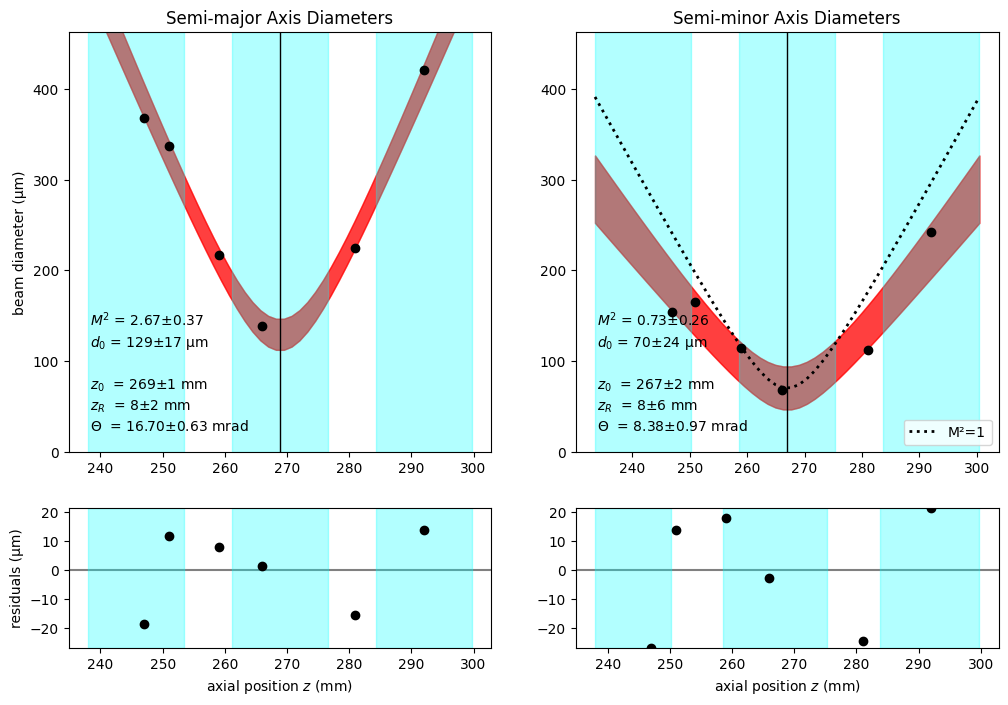 Semi-major Axis Diameters
beam diameter (µm)
400
300
200
100
0
M² = 2.67±0.37
d₀ = 129±17 µm
z₀ = 269±1 mm
z_R = 8±2 mm
Θ = 16.70±0.63 mrad
240 250 260 270 280 290 300
Semi-minor Axis Diameters
400
300
200
100
0
M² = 0.73±0.26
d₀ = 70±24 µm
z₀ = 267±2 mm
z_R = 8±6 mm
Θ = 8.38±0.97 mrad
M²=1
240 250 260 270 280 290 300
residuals (µm)
20
10
0
−10
−20
240 250 260 270 280 290 300
axial position z (mm)
20
10
0
−10
−20
240 250 260 270 280 290 300
axial position z (mm)